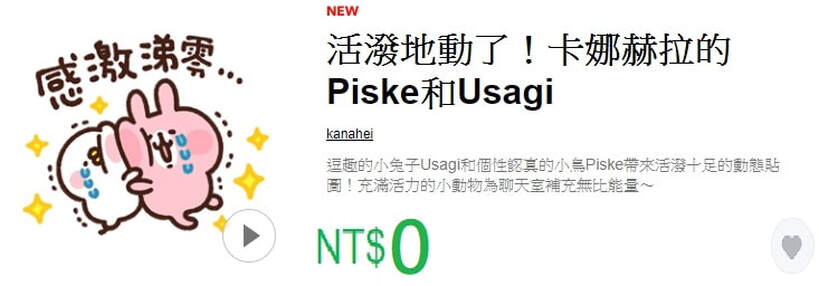 感激涕零...
NEW
活潑地動了！卡娜赫拉的
Piske和Usagi
kanahei
逗趣的小兔子Usagi和個性認真的小鳥Piske帶來活潑十足的動態貼
圖！充滿活力的小動物為聊天室補充無比能量～
NT$0